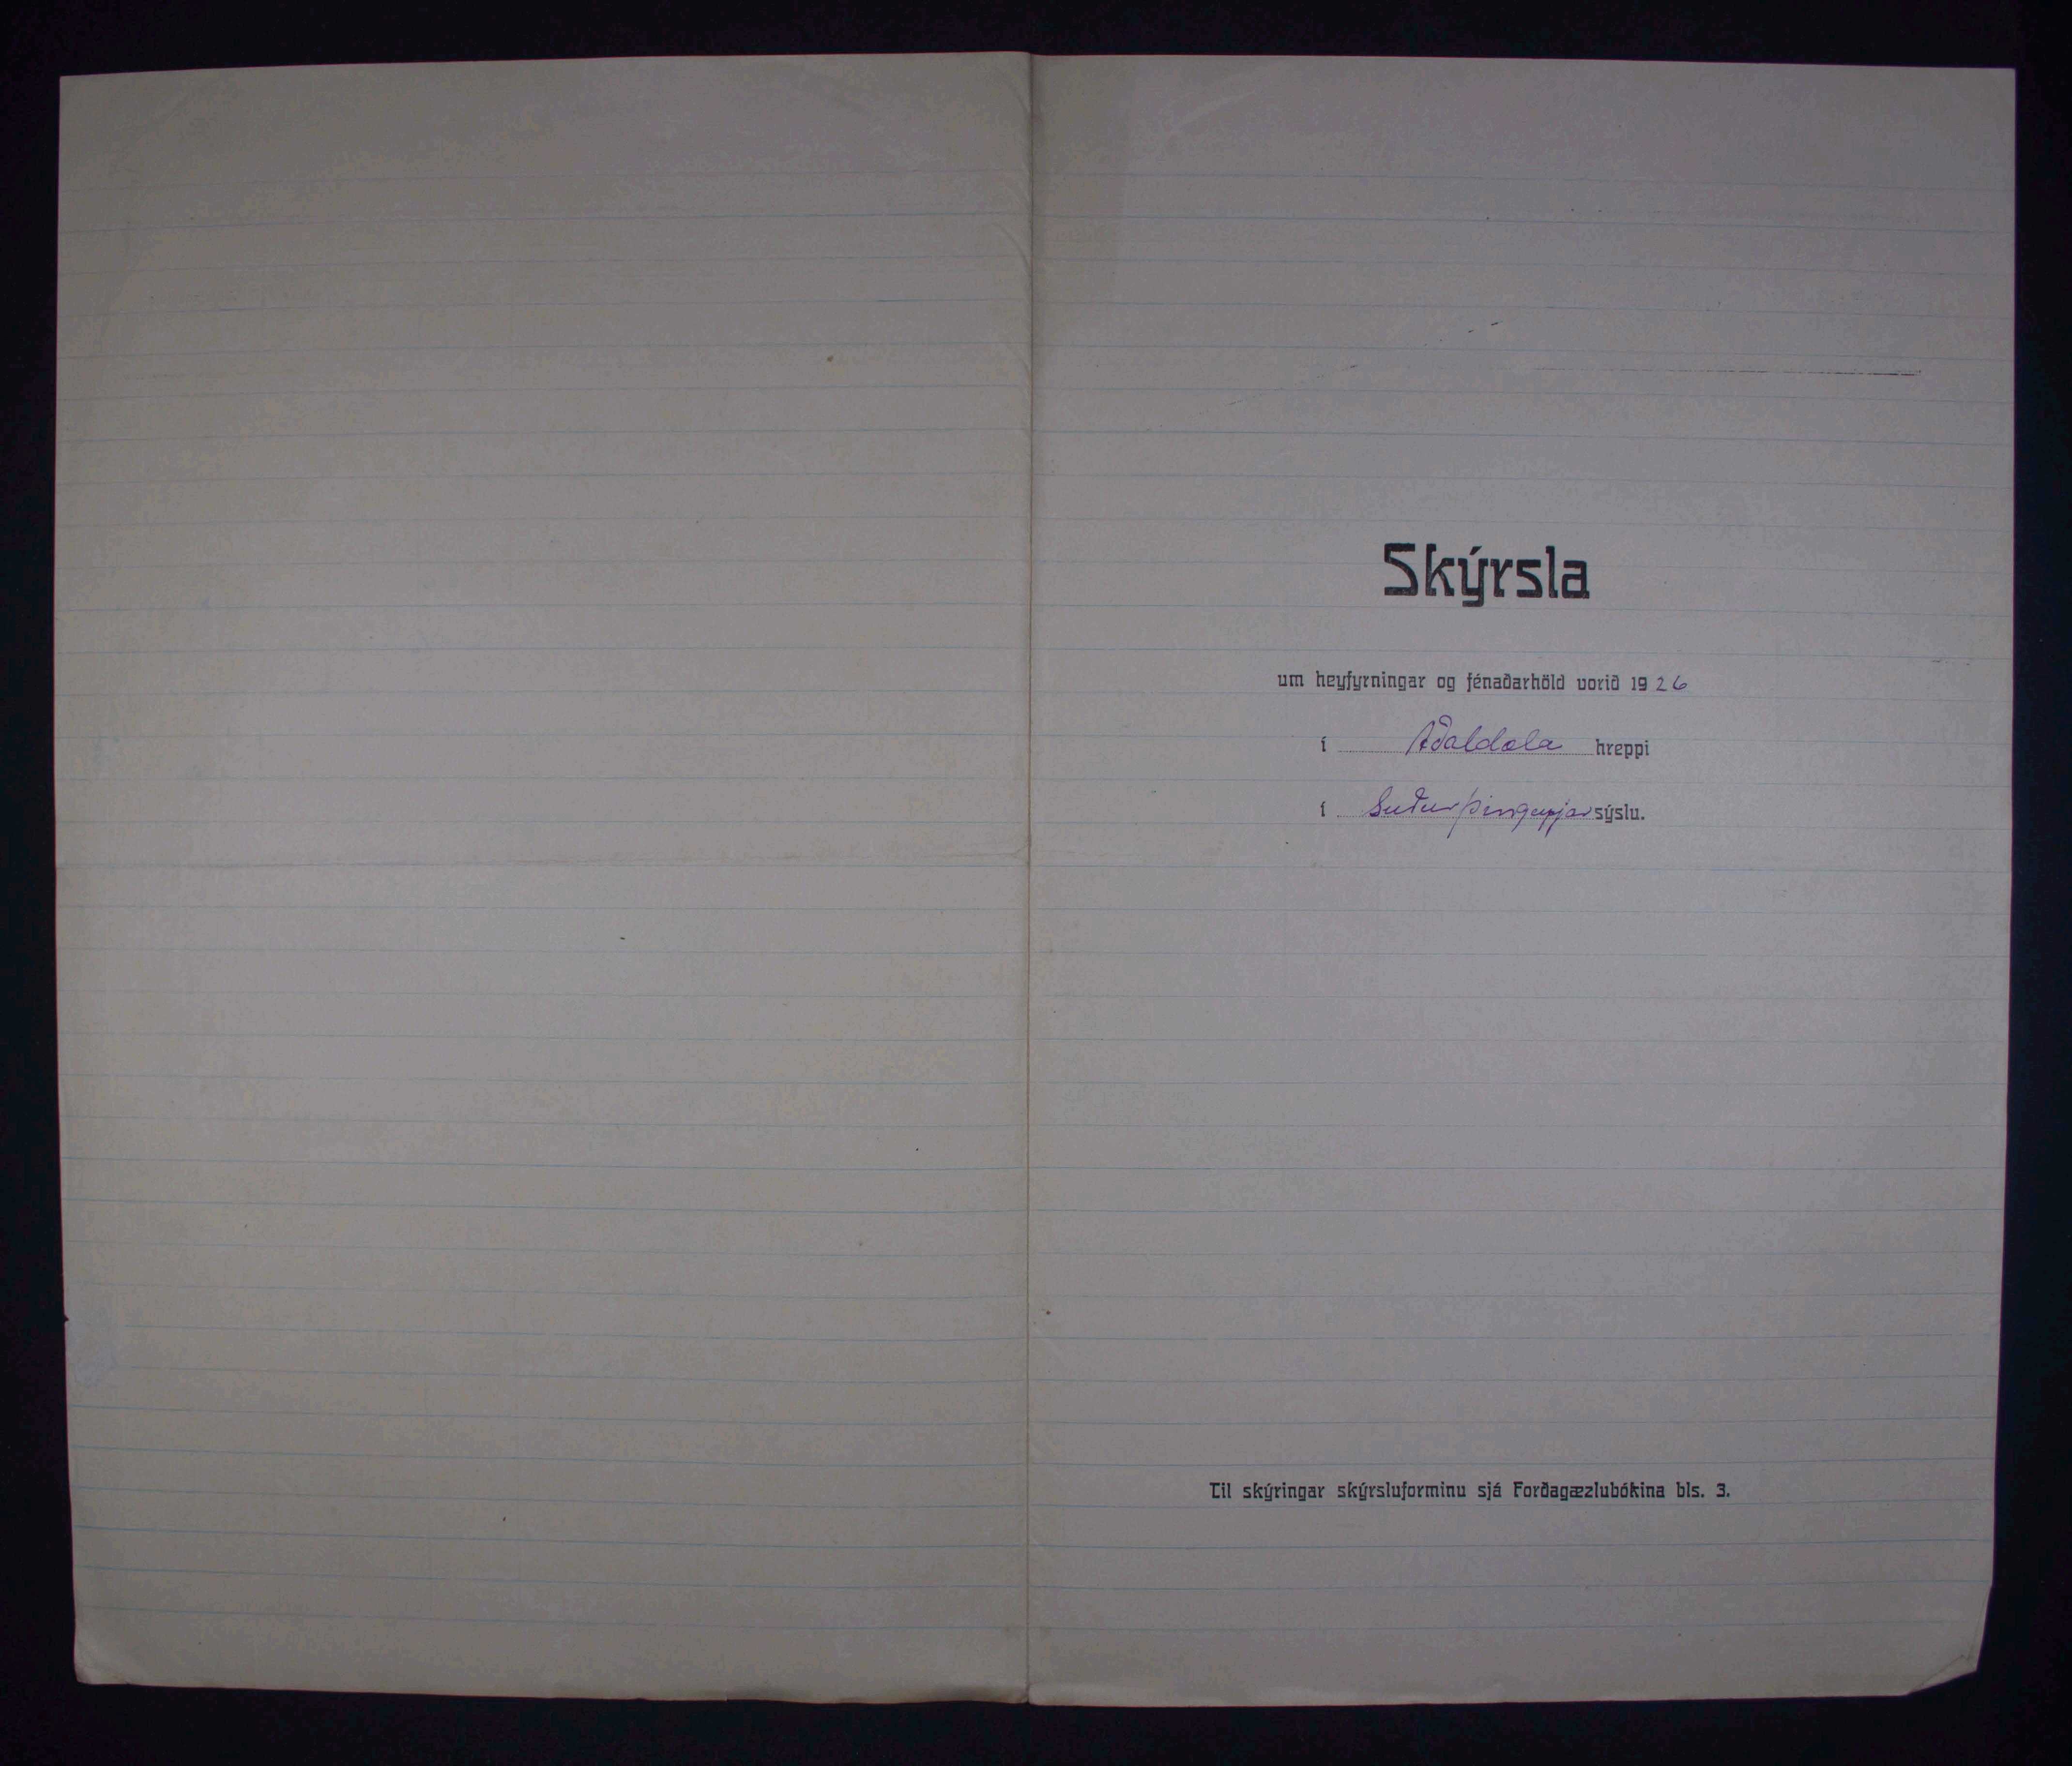 Skýrsla
um heyfyrningar og fénaðarhöld vorið 1926
í Aðaldæla hreppi
í Suður þingeyjar sýslu.
Til skýringar skýrsluforminu sjá Forðagæzlubókina bls. 3.